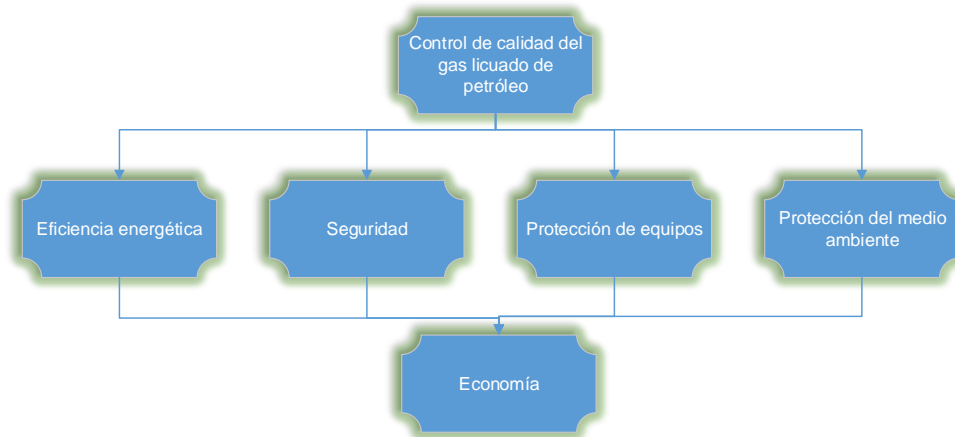 Control de calidad del
gas licuado de
petróleo
Eficiencia energética
Seguridad
Protección de equipos
Protección del medio
ambiente
Economía